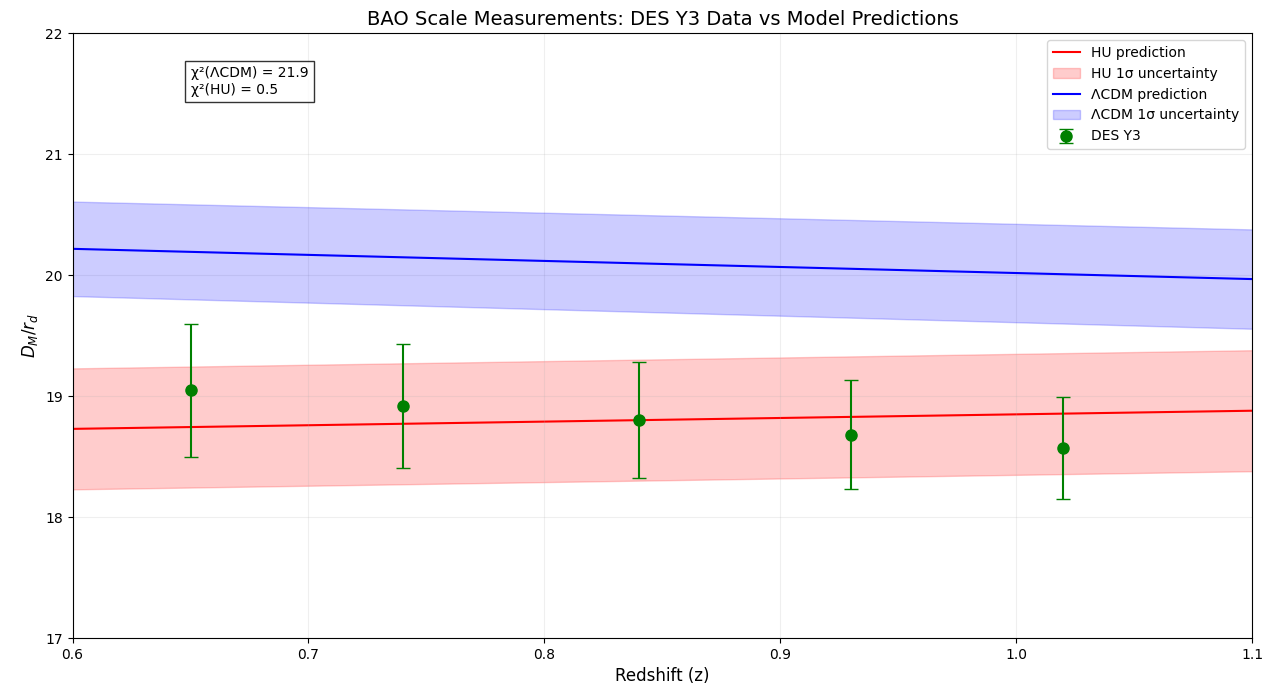 BAO Scale Measurements: DES Y3 Data vs Model Predictions
χ²(ΛCDM) = 21.9
χ²(HU) = 0.5
HU prediction
HU 1σ uncertainty
ΛCDM prediction
ΛCDM 1σ uncertainty
DES Y3
22
21
20
19
18
17
D_M/r_d
0.6 0.7 0.8 0.9 1.0 1.1
Redshift (z)